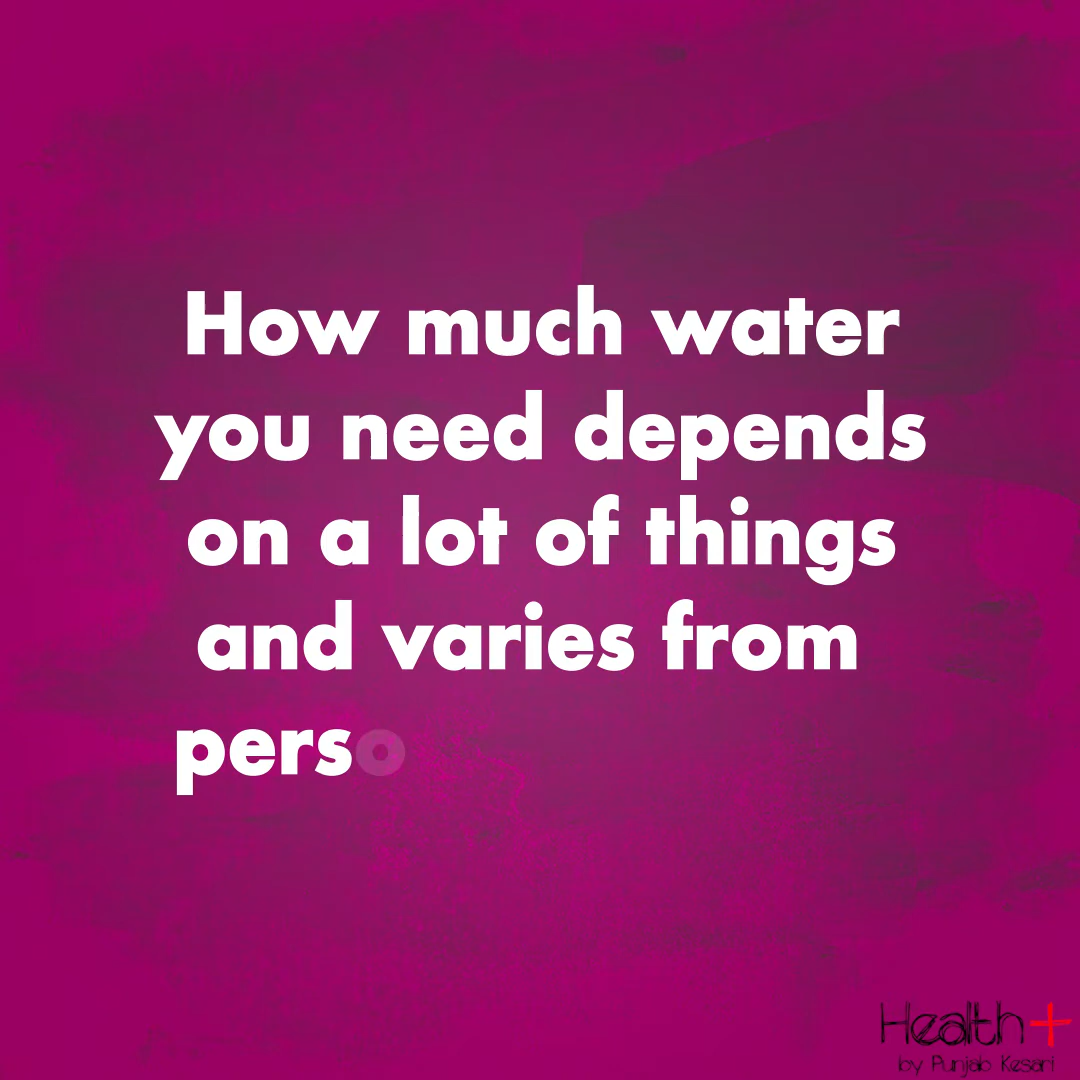 How much water
you need depends
on a lot of things
and varies from
perso
Health+
by Punjab Kesari